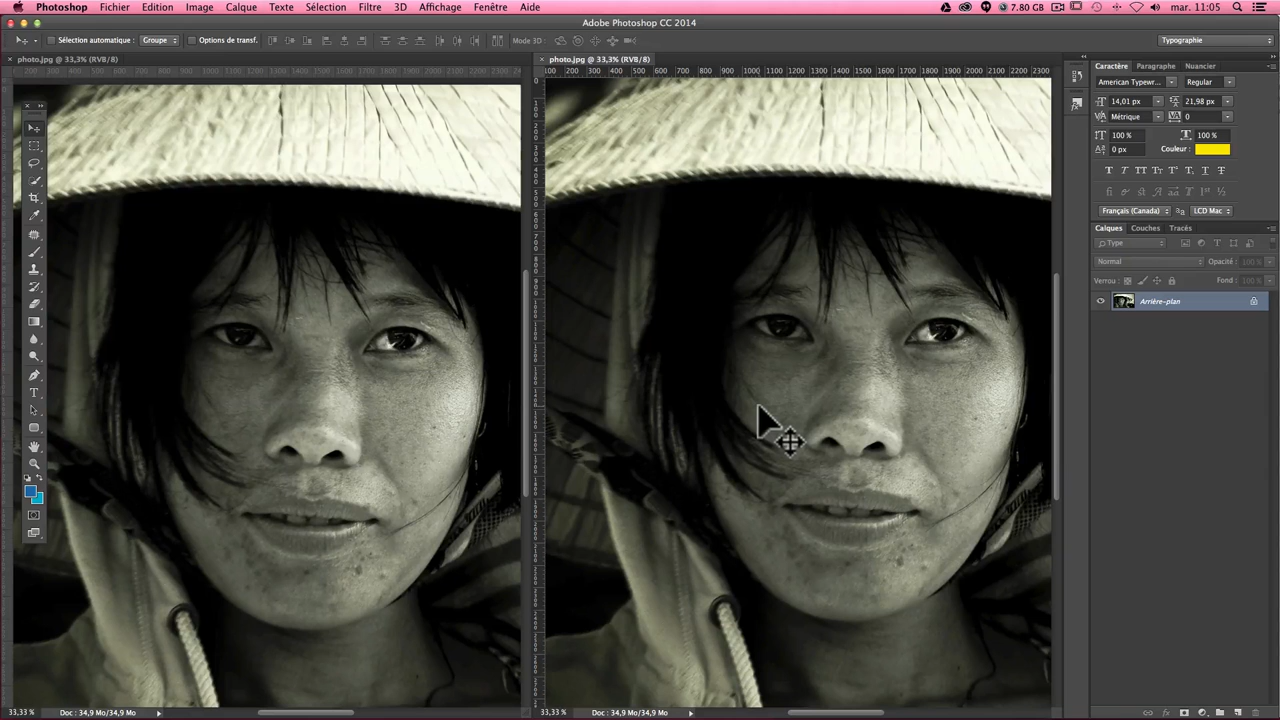 Photoshop Fichier Edition Image Calque Texte Sélection Filtre 3D Affichage Fenêtre Aide 7.80 GB mar. 11:05
Adobe Photoshop CC 2014
Sélection automatique : Groupe Options de transf. Mode 3D : Typographie
photo.jpg @ 33,3% (RVB/8)
photo.jpg @ 33,3% (RVB/8)
Caractère Paragraphe Nuancier
American Typewr... Regular
14,01 px 21,98 px
Métrique 0
100 % 100 %
0 px Couleur :
Français (Canada) LCD Mac
Calques Couches Tracés
Type
Normal Opacité : 100 %
Verrou : Fond : 100 %
Arrière-plan
33,33 % Doc : 34,9 Mo/34,9 Mo
33,33 % Doc : 34,9 Mo/34,9 Mo